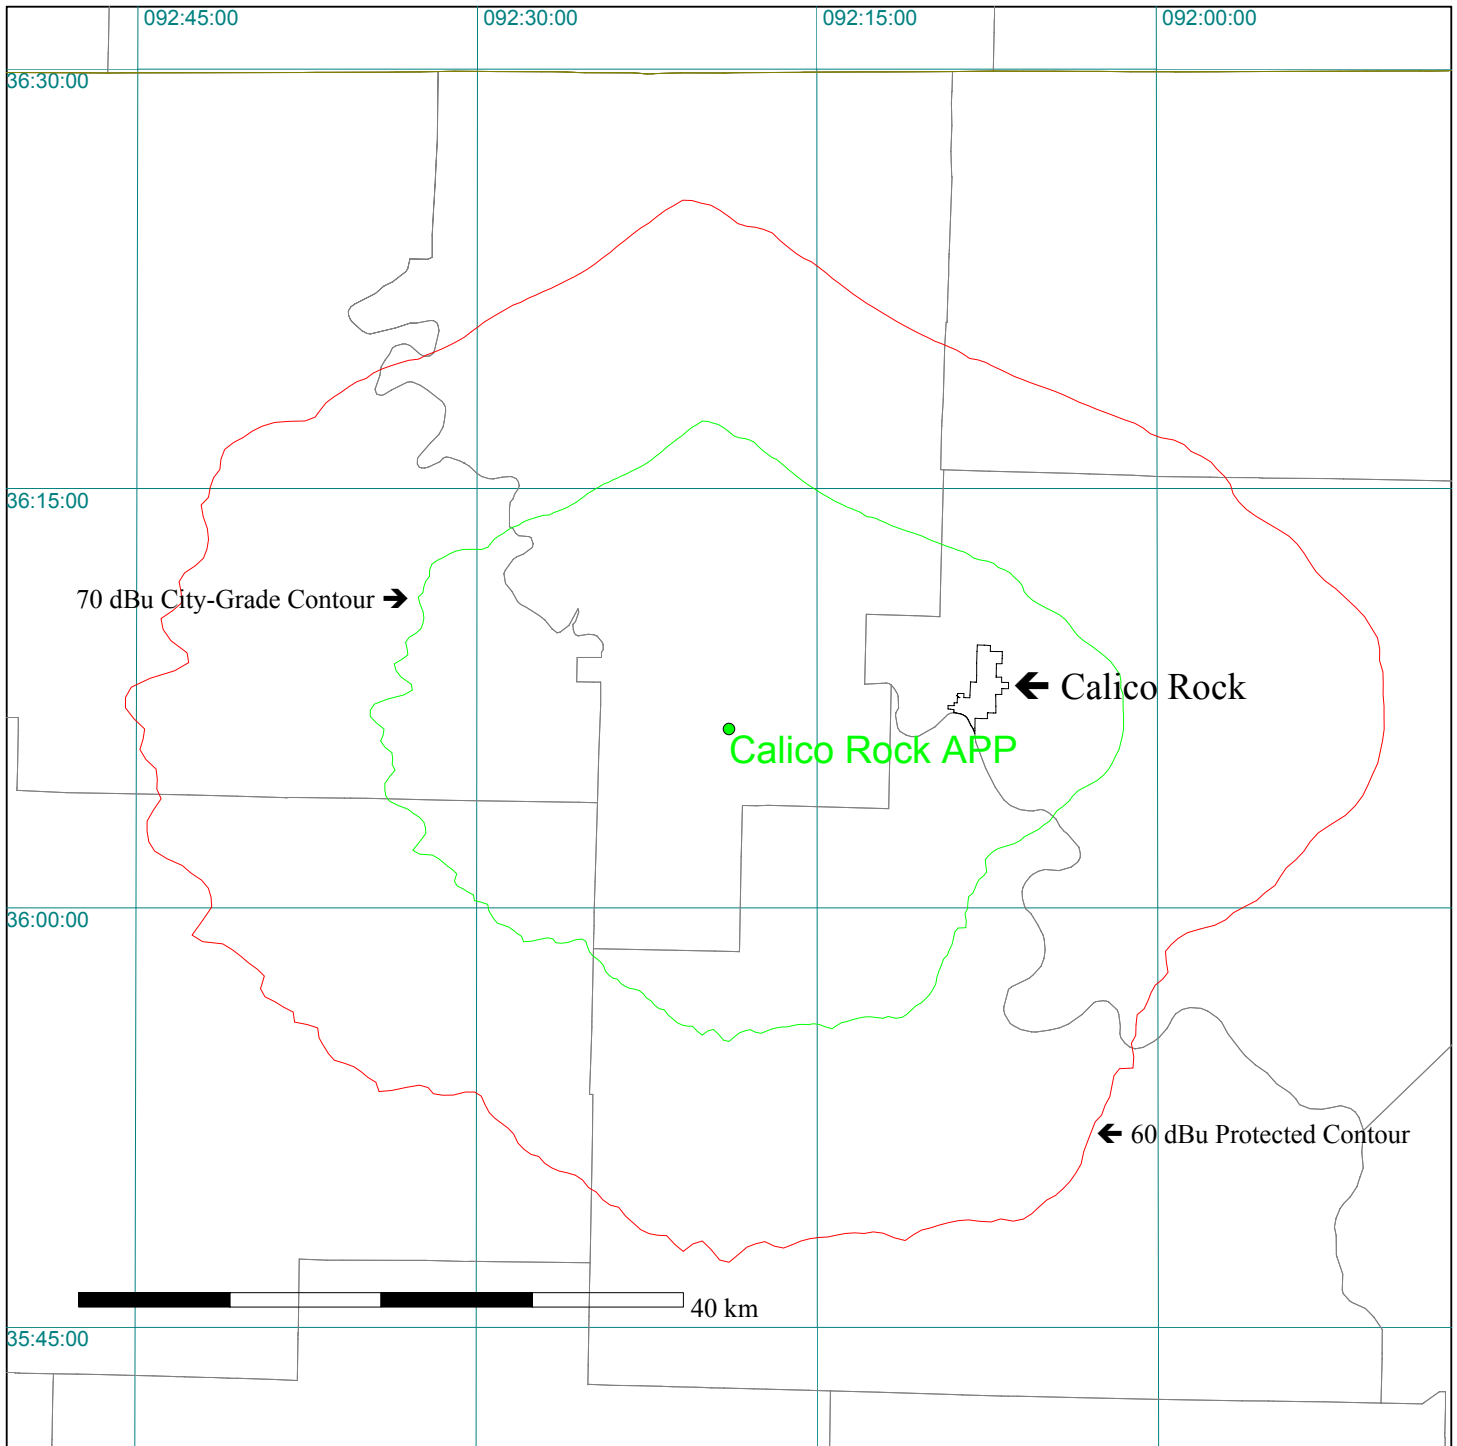 092:45:00
092:30:00
092:15:00
092:00:00
36:30:00
36:15:00
70 dBu City-Grade Contour
Calico Rock
Calico Rock APP
36:00:00
60 dBu Protected Contour
40 km
35:45:00